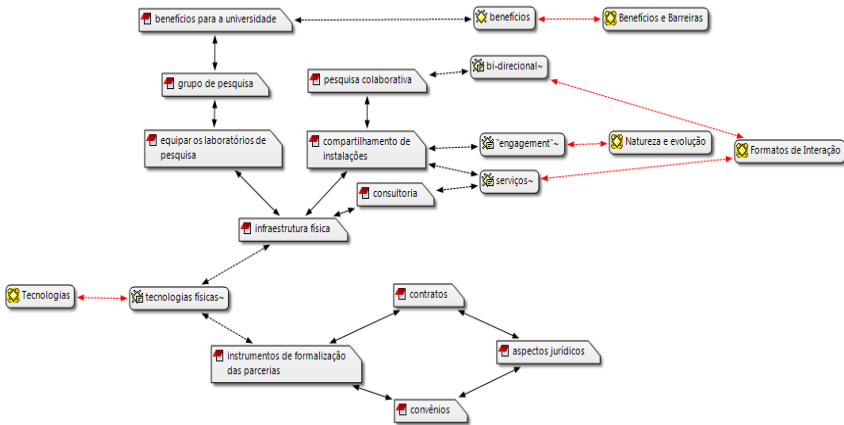 benefícios para a universidade
benefícios
Benefícios e Barreiras
grupo de pesquisa
pesquisa colaborativa
bi-direcional~
equipar os laboratórios de
pesquisa
compartilhamento de
instalações
"engagement"~
Natureza e evolução
Formatos de Interação
serviços~
consultoria
infraestrutura física
Tecnologias
tecnologias físicas~
contratos
instrumentos de formalização
das parcerias
aspectos jurídicos
convênios